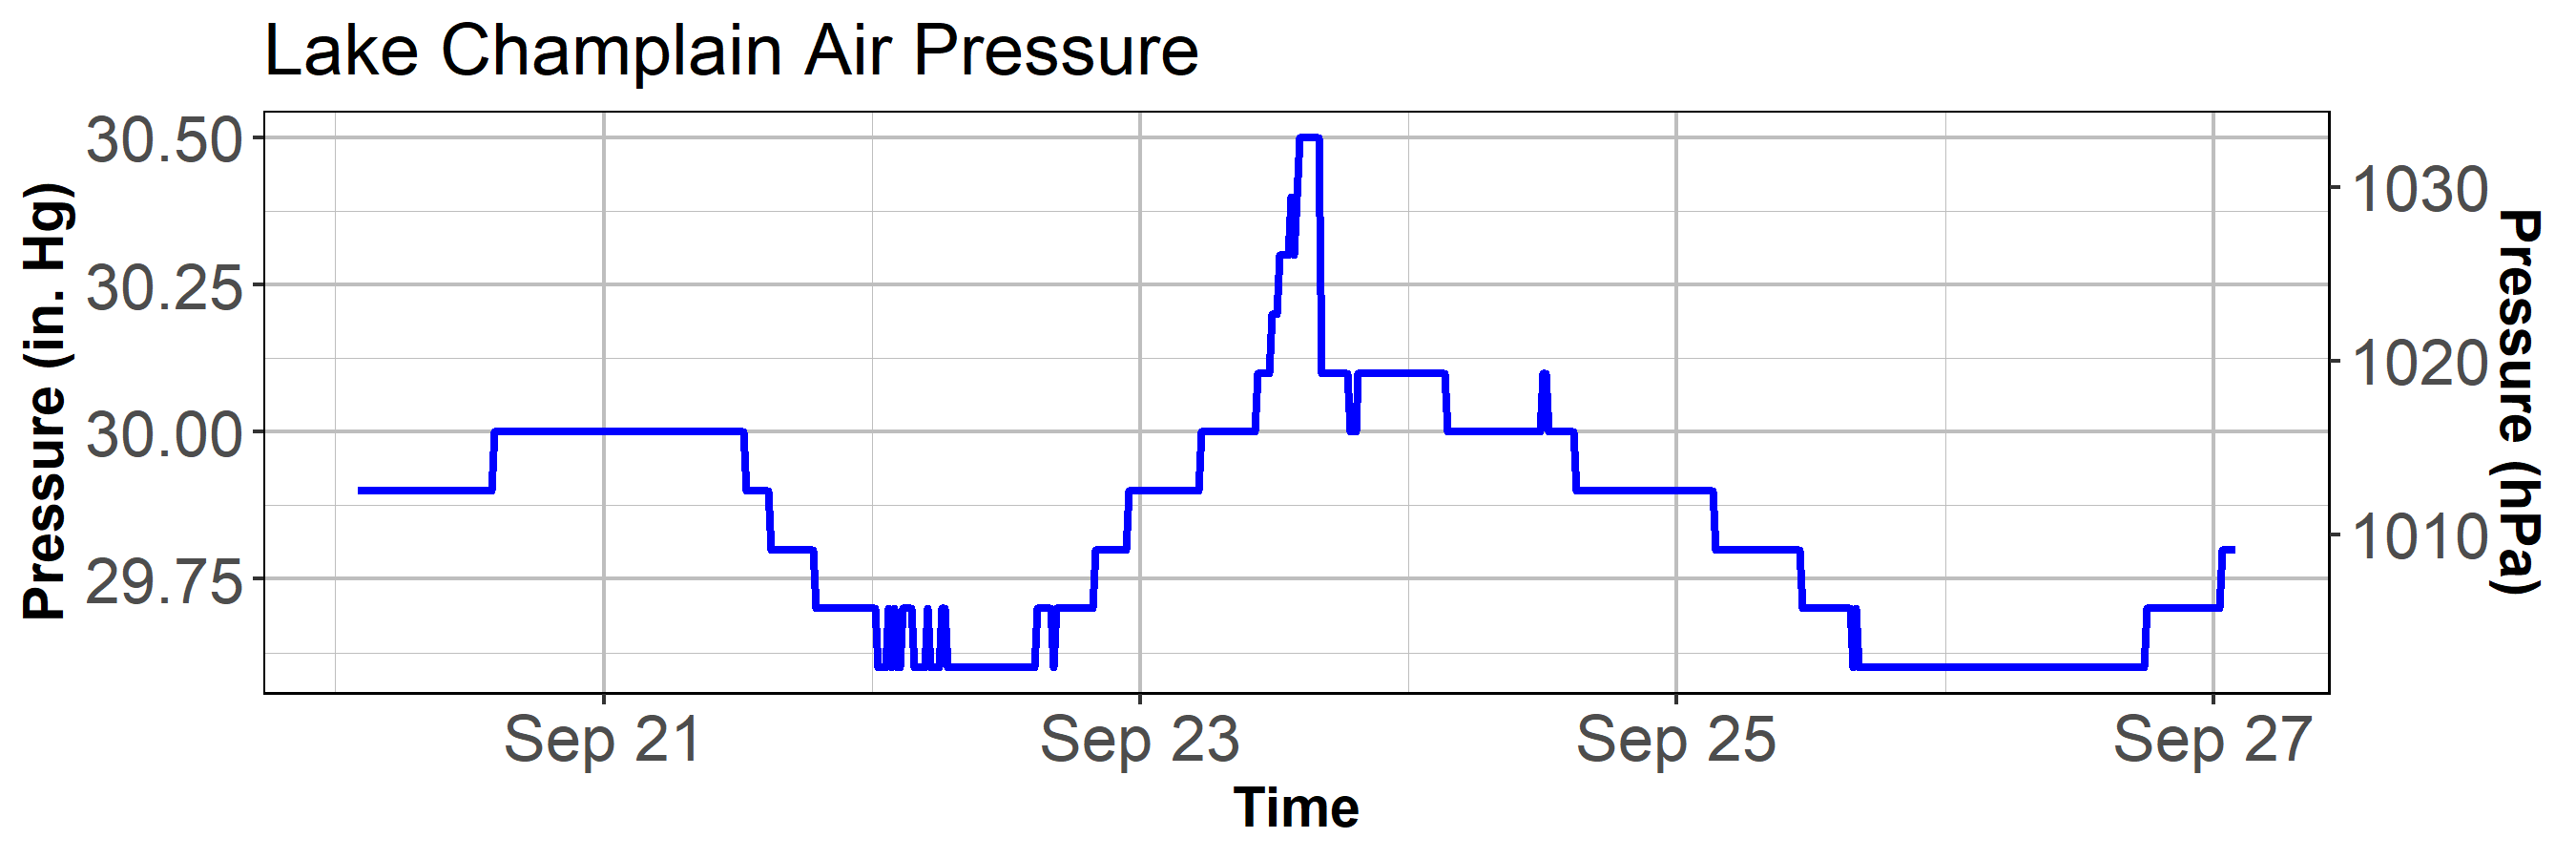 Lake Champlain Air Pressure
Pressure (in. Hg)
30.50
30.25
30.00
29.75
1030
1020
1010
Pressure (hPa)
Sep 21
Sep 23
Sep 25
Sep 27
Time